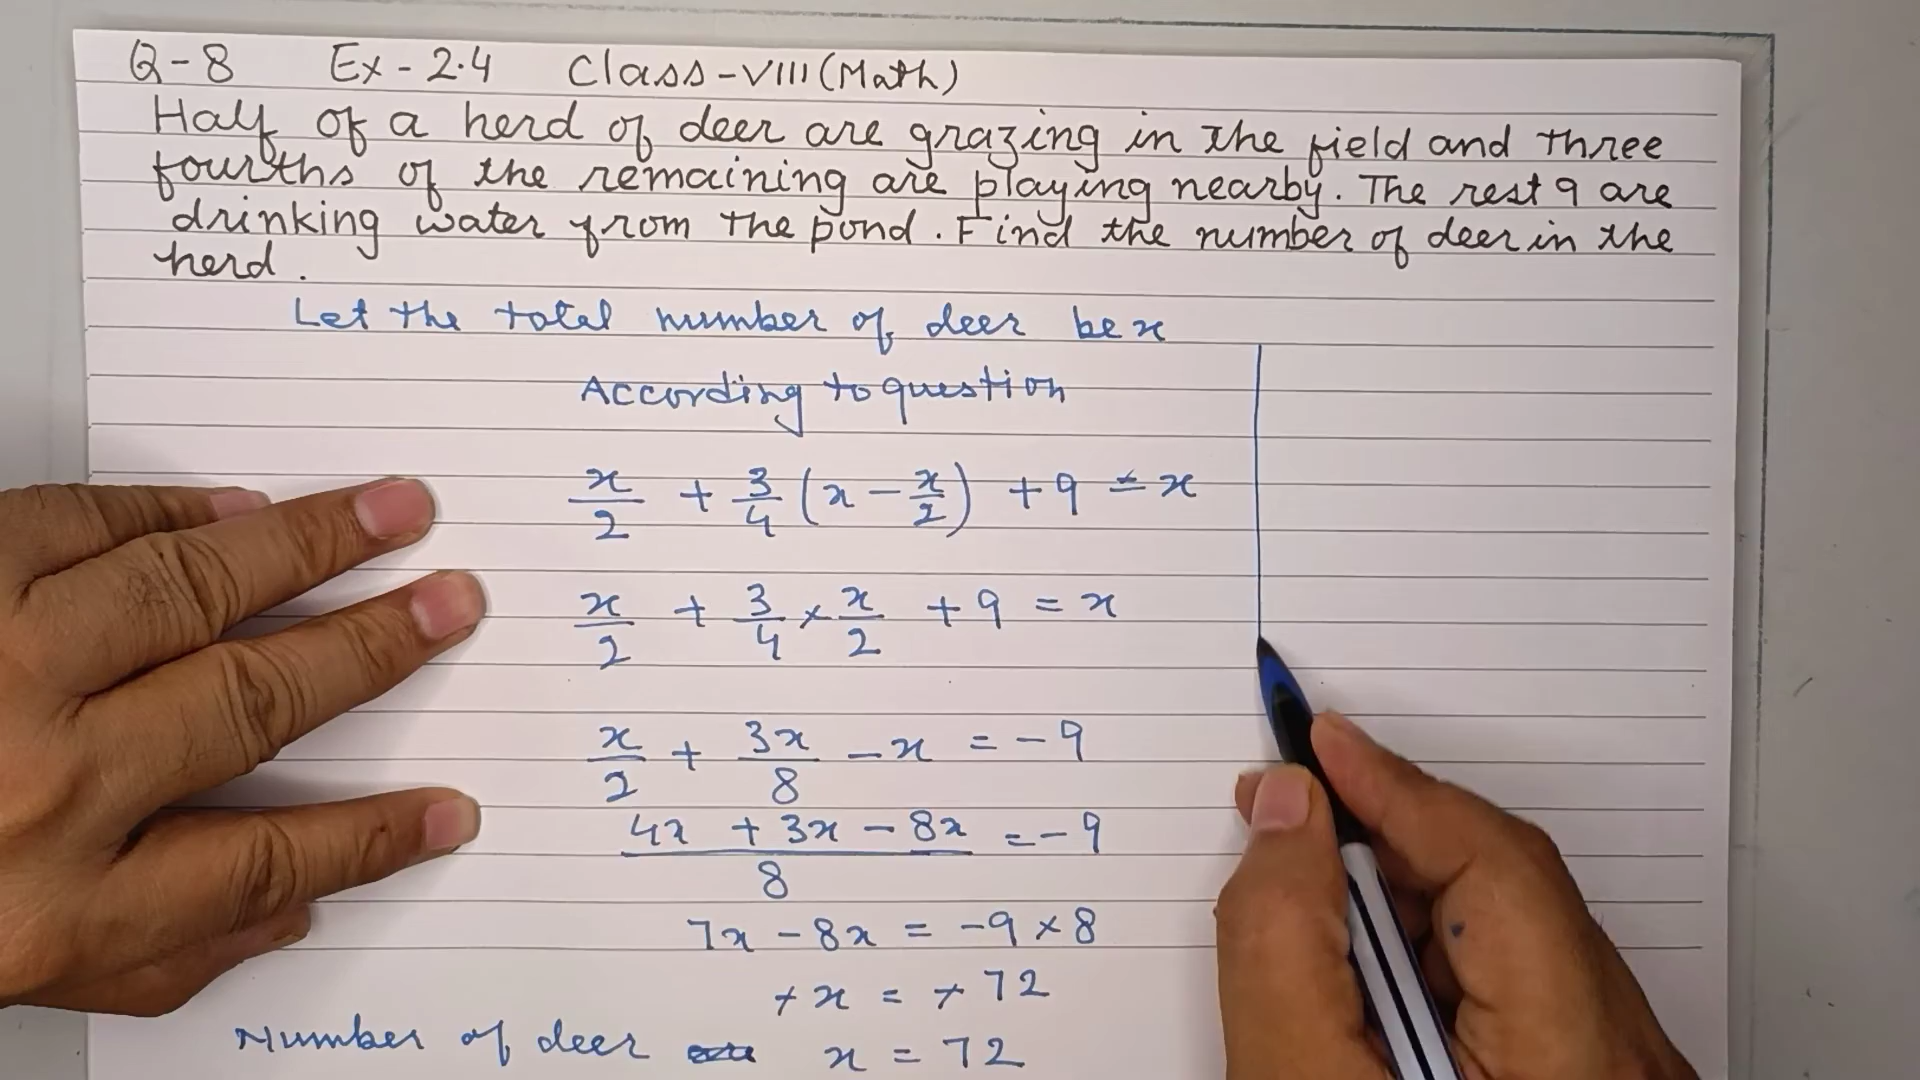 Q-8 Ex-2.4 Class-VIII (Math)
Half of a herd of deer are grazing in the field and three
fourths of the remaining are playing nearby. The rest 9 are
drinking water from the pond. Find the number of deer in the
herd.
Let the total number of deer be x
According to question
x/2 + 3/4 (x - x/2) + 9 = x
x/2 + 3/4 × x/2 + 9 = x
x/2 + 3x/8 - x = -9
4x + 3x - 8x / 8 = -9
7x - 8x = -9 × 8
+ x = + 72
Number of deer x = 72